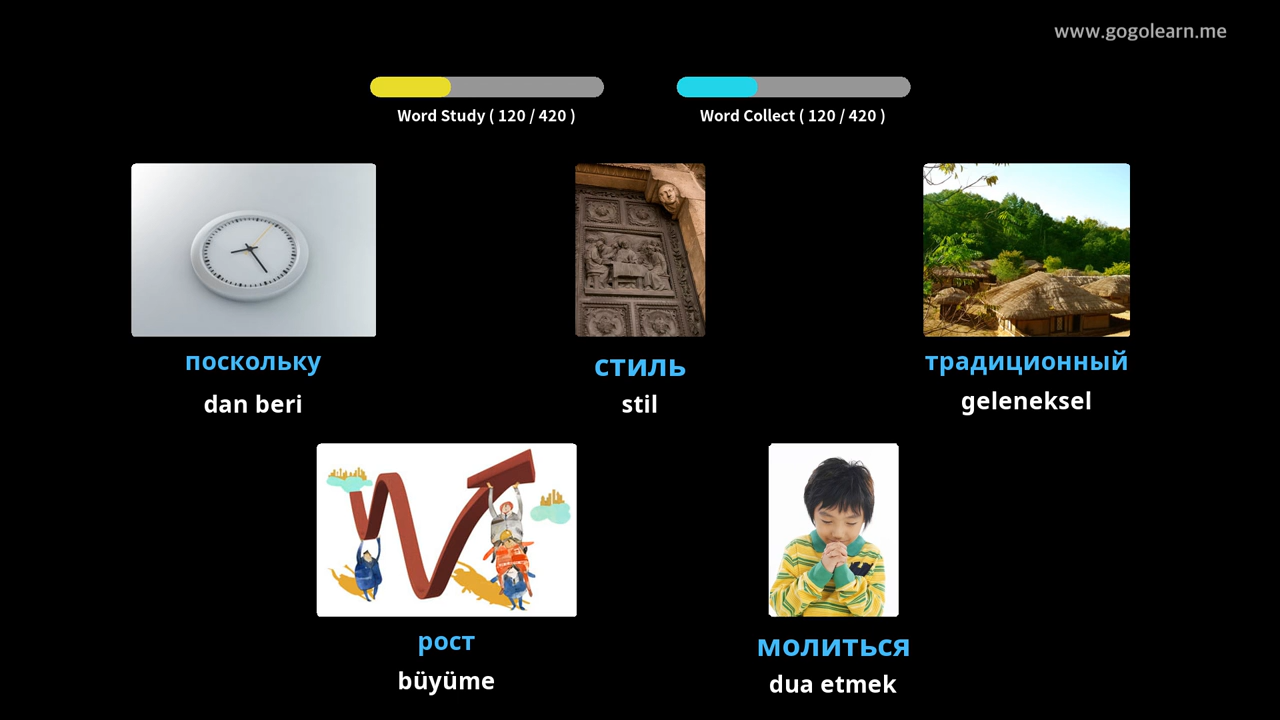 www.gogolearn.me
Word Study ( 120 / 420 )
Word Collect ( 120 / 420 )
поскольку
dan beri
стиль
stil
традиционный
geleneksel
рост
büyüme
молиться
dua etmek